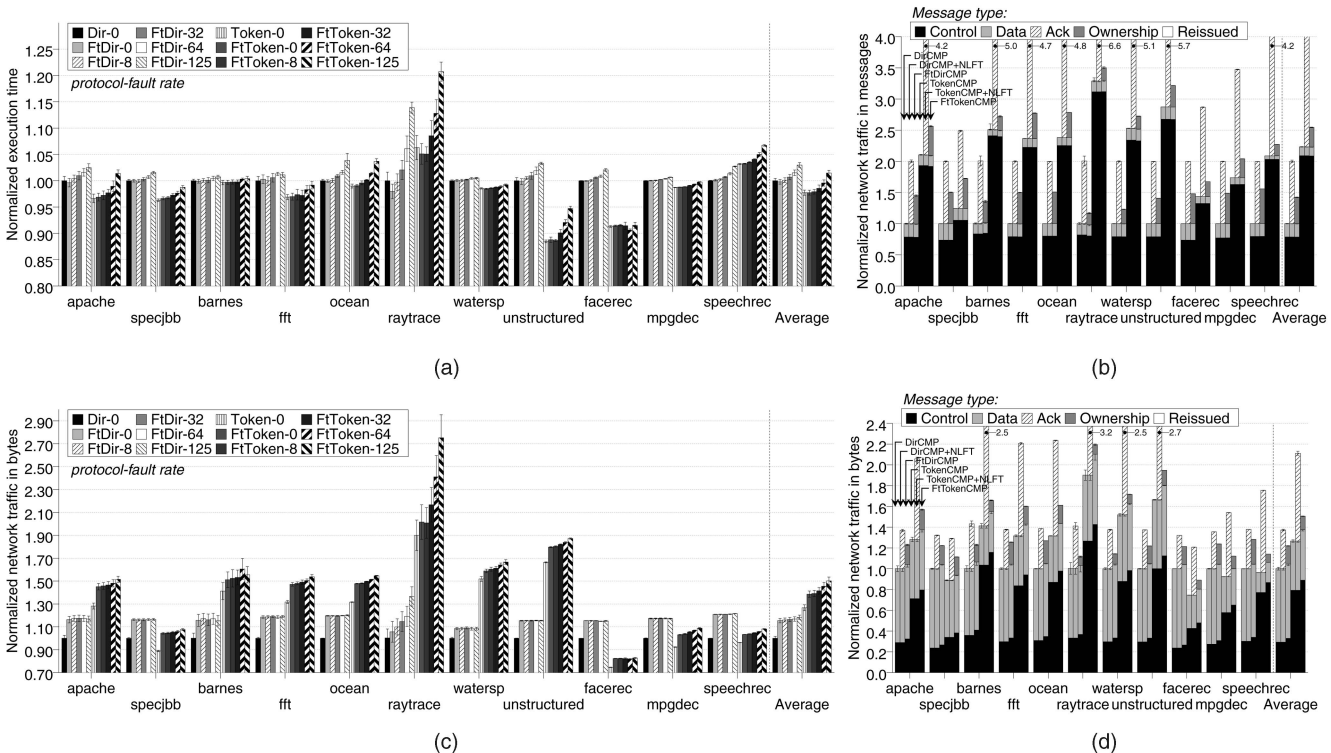 Dir-0 FtDir-32 Token-0 FtToken-32
FtDir-0 FtDir-64 FtToken-0 FtToken-64
FtDir-8 FtDir-125 FtToken-8 FtToken-125
protocol-fault rate
Normalized execution time
1.25
1.20
1.15
1.10
1.05
1.00
0.95
0.90
0.85
0.80
apache barnes ocean watersp facerec speechrec
specjbb fft raytrace unstructured mpgdec Average
(a)
Message type:
Control Data Ack Ownership Reissued
Normalized network traffic in messages
4.0
3.5
3.0
2.5
2.0
1.5
1.0
0.5
0.0
4.2 5.0 4.7 4.8 6.6 5.1 5.7 4.2
DirCMP
DirCMP+NLFT
FtDirCMP
TokenCMP
TokenCMP+NLFT
FtTokenCMP
apache barnes ocean watersp facerec speechrec
specjbb fft raytrace unstructured mpgdec Average
(b)
Dir-0 FtDir-32 Token-0 FtToken-32
FtDir-0 FtDir-64 FtToken-0 FtToken-64
FtDir-8 FtDir-125 FtToken-8 FtToken-125
protocol-fault rate
Normalized network traffic in bytes
2.90
2.70
2.50
2.30
2.10
1.90
1.70
1.50
1.30
1.10
0.90
0.70
apache barnes ocean watersp facerec speechrec
specjbb fft raytrace unstructured mpgdec Average
(c)
Message type:
Control Data Ack Ownership Reissued
Normalized network traffic in bytes
2.4
2.2
2.0
1.8
1.6
1.4
1.2
1.0
0.8
0.6
0.4
0.2
0.0
2.5 3.2 2.5 2.7
DirCMP
DirCMP+NLFT
FtDirCMP
TokenCMP
TokenCMP+NLFT
FtTokenCMP
apache barnes ocean watersp facerec speechrec
specjbb fft raytrace unstructured mpgdec Average
(d)